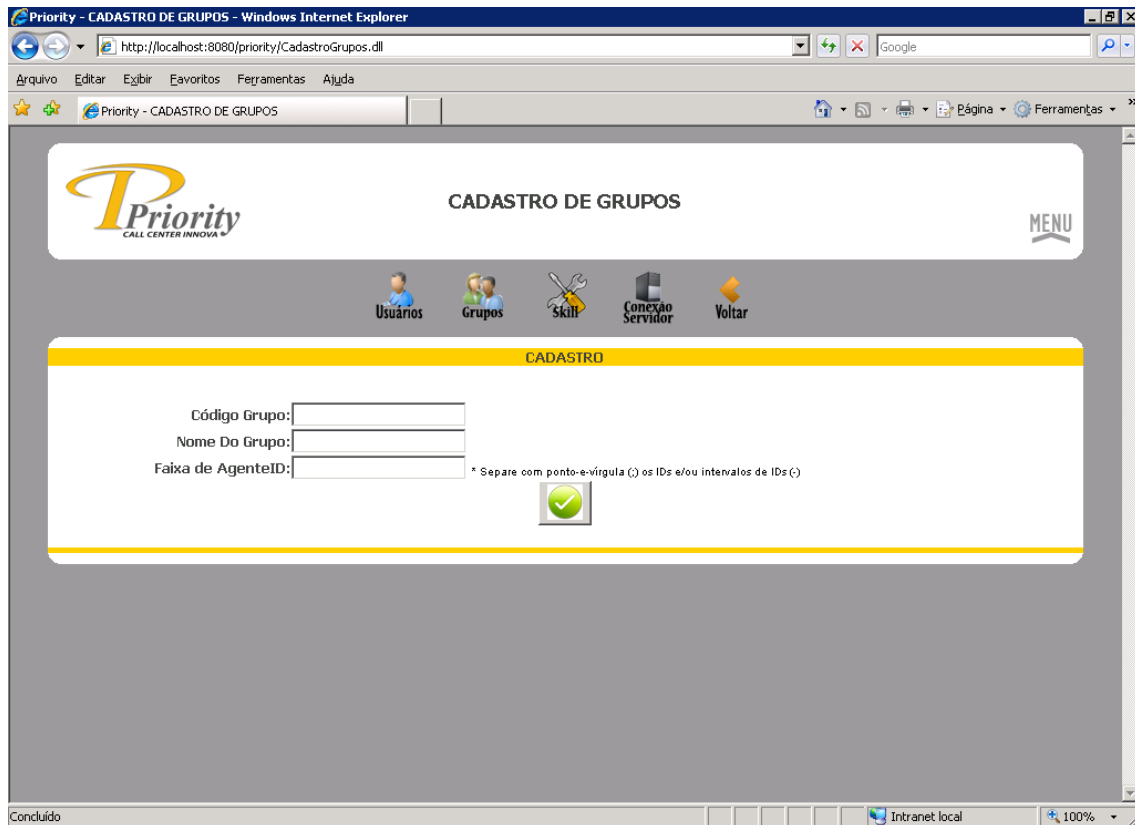 Priority - CADASTRO DE GRUPOS - Windows Internet Explorer
http://localhost:8080/priority/CadastroGrupos.dll
Google
Arquivo Editar Exibir Favoritos Ferramentas Ajuda
Priority - CADASTRO DE GRUPOS
Página Ferramentas
Priority
CALL CENTER INNOVA
CADASTRO DE GRUPOS
MENU
Usuários Grupos Skill Conexão Servidor Voltar
CADASTRO
Código Grupo:
Nome Do Grupo:
Faixa de AgenteID: * Separe com ponto-e-vírgula (;) os IDs e/ou intervalos de IDs (-)
Concluído Intranet local 100%